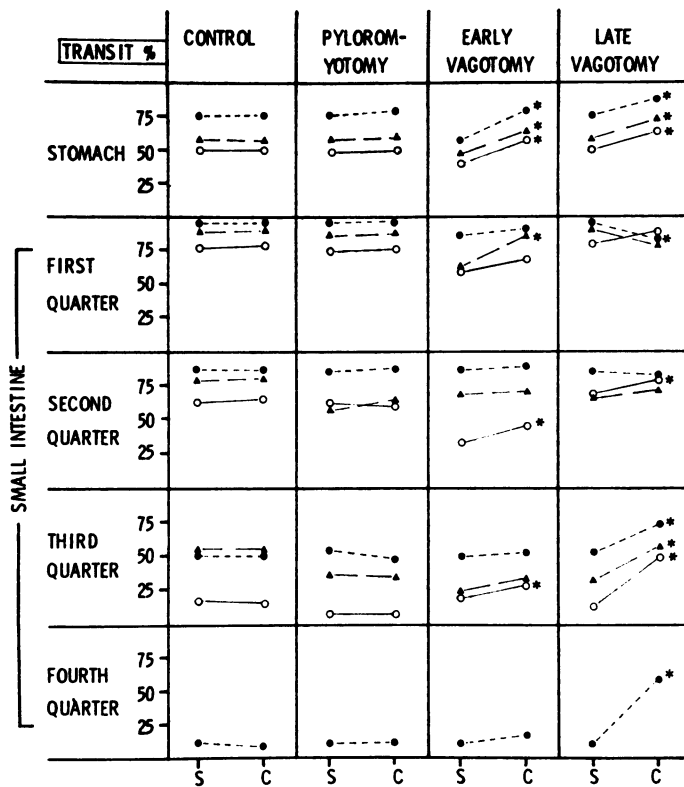 TRANSIT %
CONTROL
PYLOROM-
YOTOMY
EARLY
VAGOTOMY
LATE
VAGOTOMY
STOMACH
75
50
25
* * *
* * *
SMALL INTESTINE
FIRST
QUARTER
75
50
25
*
*
SECOND
QUARTER
75
50
25
*
*
THIRD
QUARTER
75
50
25
*
* * *
FOURTH
QUARTER
75
50
25
*
S C S C S C S C